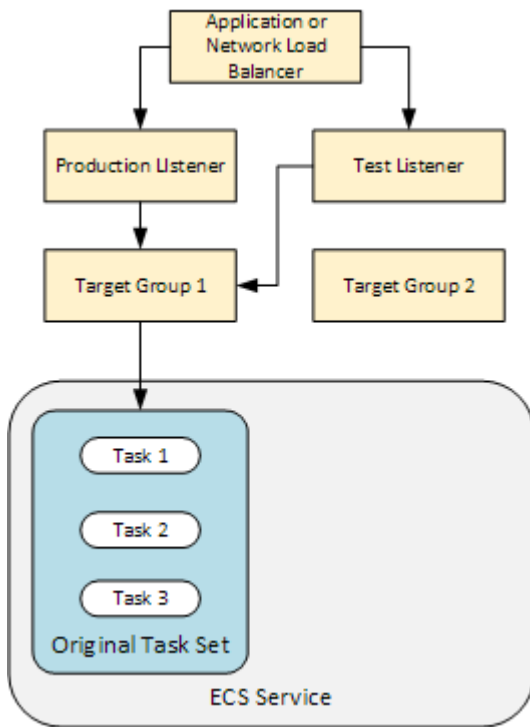 Application or
Network Load
Balancer
Production LIstener
Test Listener
Target Group 1
Target Group 2
Task 1
Task 2
Task 3
Original Task Set
ECS Service